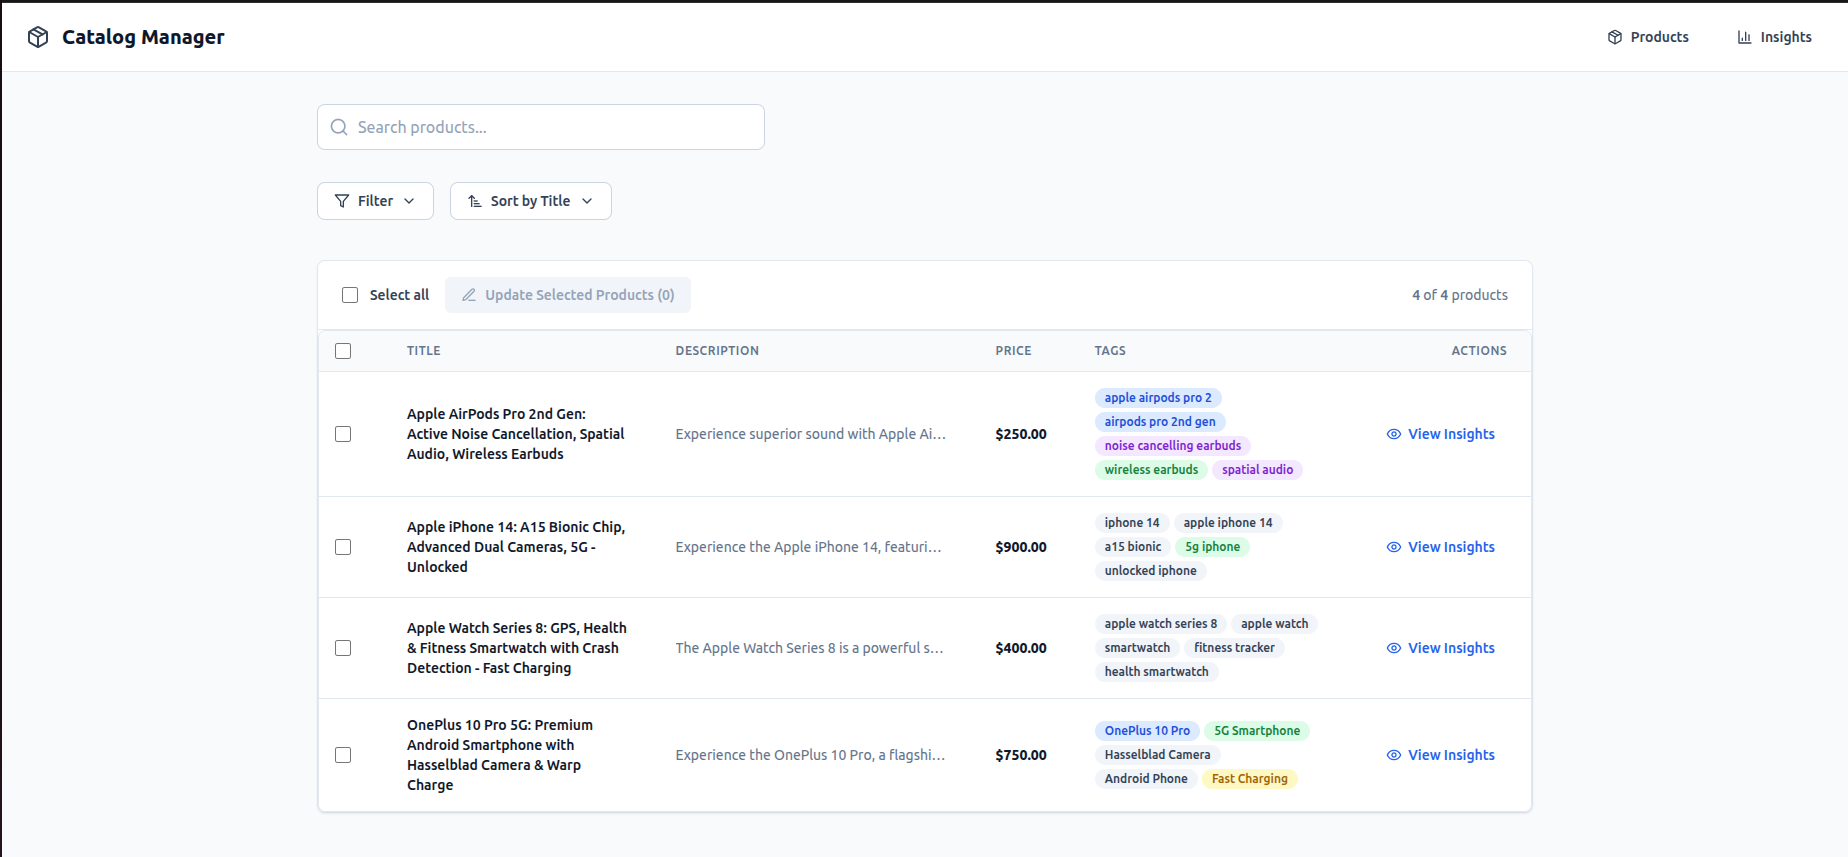 Catalog Manager
Products
Insights
Search products...
Filter
Sort by Title
Select all
Update Selected Products (0)
4 of 4 products
TITLE
DESCRIPTION
PRICE
TAGS
ACTIONS
Apple AirPods Pro 2nd Gen:
Active Noise Cancellation, Spatial
Audio, Wireless Earbuds
Experience superior sound with Apple Ai...
$250.00
apple airpods pro 2
airpods pro 2nd gen
noise cancelling earbuds
wireless earbuds spatial audio
View Insights
Apple iPhone 14: A15 Bionic Chip,
Advanced Dual Cameras, 5G -
Unlocked
Experience the Apple iPhone 14, featuri...
$900.00
iphone 14 apple iphone 14
a15 bionic 5g iphone
unlocked iphone
View Insights
Apple Watch Series 8: GPS, Health
& Fitness Smartwatch with Crash
Detection - Fast Charging
The Apple Watch Series 8 is a powerful s...
$400.00
apple watch series 8 apple watch
smartwatch fitness tracker
health smartwatch
View Insights
OnePlus 10 Pro 5G: Premium
Android Smartphone with
Hasselblad Camera & Warp
Charge
Experience the OnePlus 10 Pro, a flagshi...
$750.00
OnePlus 10 Pro 5G Smartphone
Hasselblad Camera
Android Phone Fast Charging
View Insights